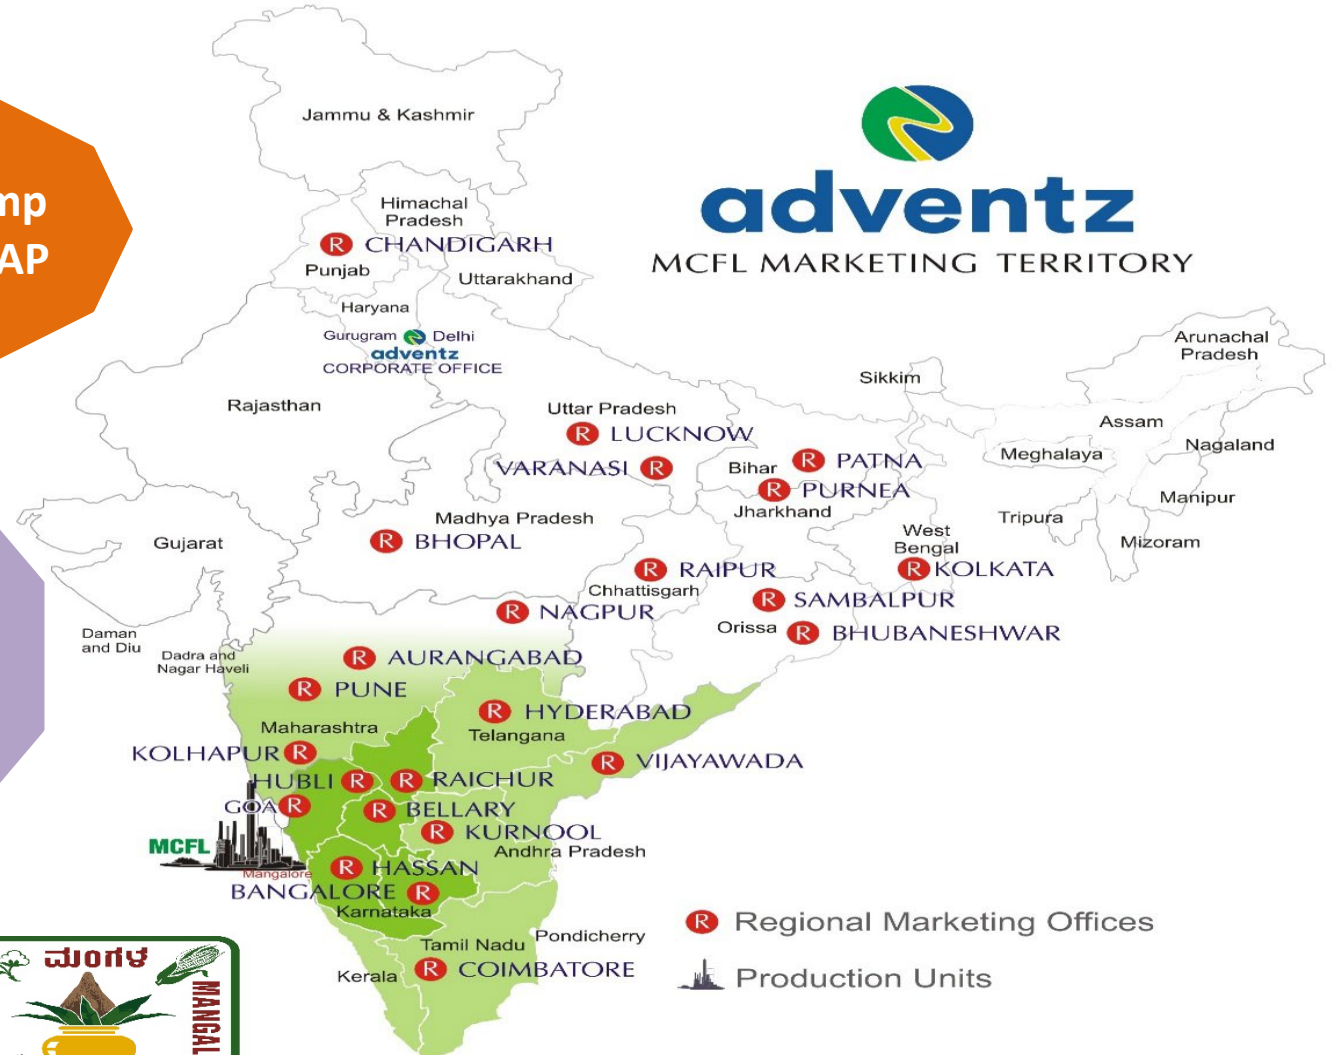 Jammu & Kashmir
adventz
MCFL MARKETING TERRITORY
mp
AP
Himachal
Pradesh
R CHANDIGARH
Punjab
Uttarakhand
Haryana
Gurugram Delhi
adventz
CORPORATE OFFICE
Arunachal
Pradesh
Sikkim
Rajasthan
Uttar Pradesh
R LUCKNOW
Assam
Nagaland
Meghalaya
VARANASI R
Bihar
R PATNA
R PURNEA
Jharkhand
Manipur
Madhya Pradesh
Tripura
Mizoram
Gujarat
R BHOPAL
West
Bengal
R KOLKATA
R RAIPUR
Chhattisgarh
R SAMBALPUR
R NAGPUR
Orissa
R BHUBANESHWAR
Daman
and Diu
Dadra and
Nagar Haveli
R AURANGABAD
R PUNE
R HYDERABAD
Telangana
Maharashtra
KOLHAPUR R
R VIJAYAWADA
HUBLI R
R RAICHUR
GOA R
R BELLARY
R KURNOOL
Andhra Pradesh
MCFL
Mangalore
R HASSAN
BANGALORE R
Karnataka
R Regional Marketing Offices
Pondicherry
Tamil Nadu
Kerala
R COIMBATORE
Production Units
ಮಂಗಳ
MANGAL